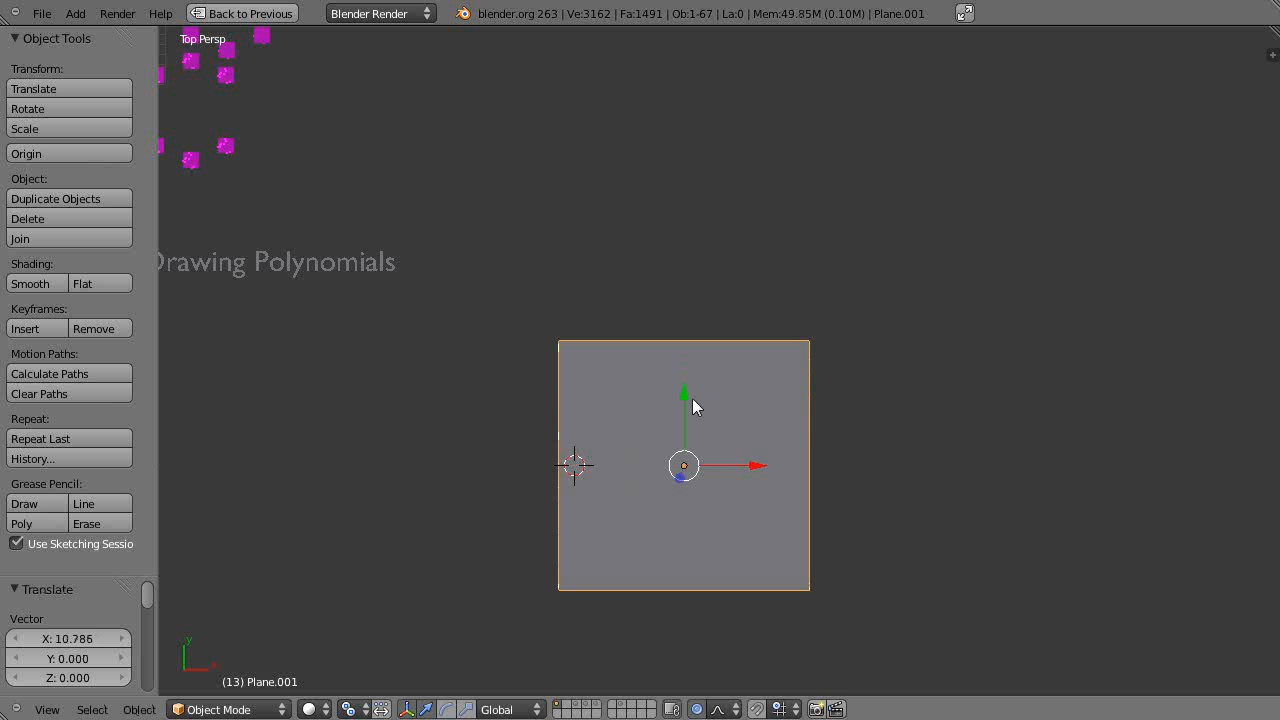 File Add Render Help Back to Previous Blender Render blender.org 263 | Ve:3162 | Fa:1491 | Ob:1-67 | La:0 | Mem:49.85M (0.10M) | Plane.001
Object Tools
Top Persp
Transform:
Translate
Rotate
Scale
Origin
Object:
Duplicate Objects
Delete
Join
Drawing Polynomials
Shading:
Smooth Flat
Keyframes:
Insert Remove
Motion Paths:
Calculate Paths
Clear Paths
Repeat:
Repeat Last
History...
Grease Pencil:
Draw Line
Poly Erase
Use Sketching Sessio
Translate
Vector
X: 10.786
Y: 0.000
Z: 0.000
y
(13) Plane.001
View Select Object Object Mode Global